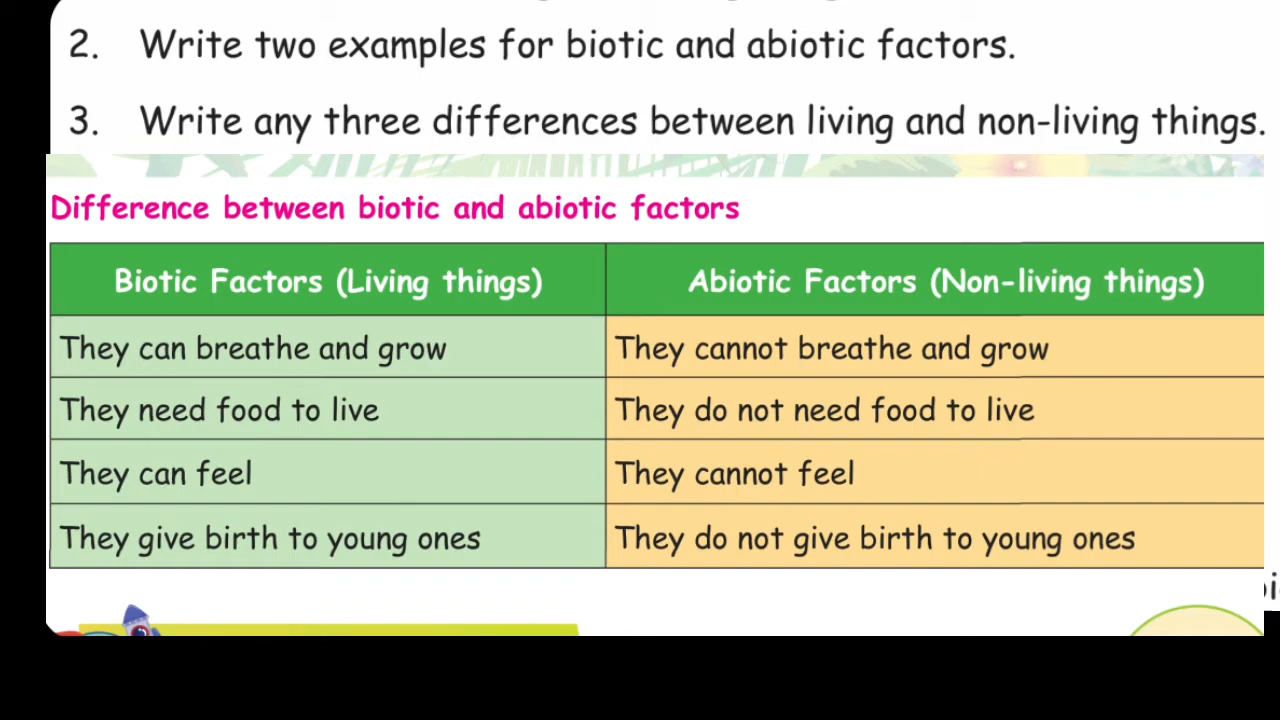 2. Write two examples for biotic and abiotic factors.
3. Write any three differences between living and non-living things.
Difference between biotic and abiotic factors
Biotic Factors (Living things) Abiotic Factors (Non-living things)
They can breathe and grow They cannot breathe and grow
They need food to live They do not need food to live
They can feel They cannot feel
They give birth to young ones They do not give birth to young ones